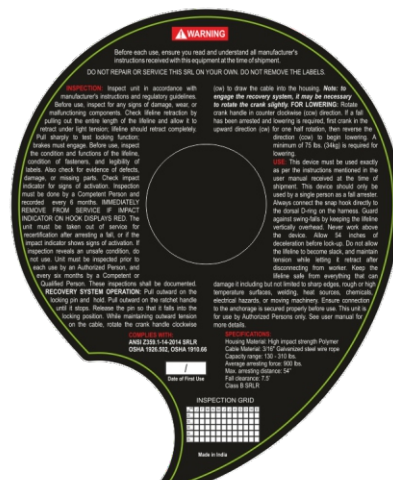 WARNING
Before each use, ensure you read and understand all manufacturer's
instructions received with this equipment at the time of shipment.
DO NOT REPAIR OR SERVICE THIS SRL ON YOUR OWN. DO NOT REMOVE THE LABELS.
INSPECTION: Inspect unit in accordance with
manufacturer's instructions and regulatory guidelines.
Before use, inspect for any signs of damage, wear, or
malfunctioning components. Check lifeline retraction by
pulling out the entire length of the lifeline and allow it to
retract under light tension; lifeline should retract completely.
Pull sharply to test locking function;
brakes must engage. Before use, inspect
the condition and functions of the lifeline,
condition of fasteners, and legibility of
labels. Also check for evidence of defects,
damage, or missing parts. Check impact
indicator for signs of activation. Inspection
must be done by a Competent Person and
recorded every 6 months. IMMEDIATELY
REMOVE FROM SERVICE IF IMPACT
INDICATOR ON HOOK DISPLAYS RED. The
unit must be taken out of service for
recertification after arresting a fall, or if the
impact indicator shows signs of activation. If
inspection reveals an unsafe condition, do
not use. Unit must be inspected prior to
each use by an Authorized Person, and
every six months by a Competent or
Qualified Person. These inspections shall be documented.
RECOVERY SYSTEM OPERATION: Pull outward on the
locking pin and hold. Pull outward on the ratchet handle
until it stops. Release the pin so that it falls into the
locking position. While maintaining outward tension
on the cable, rotate the crank handle clockwise
(cw) to draw the cable into the housing. Note: to
engage the recovery system, it may be necessary
to rotate the crank slightly. FOR LOWERING: Rotate
crank handle in counter clockwise (ccw) direction. If a fall
has been arrested and lowering is required, first crank in the
upward direction (cw) for one half rotation, then reverse the
direction (ccw) to begin lowering. A
minimum of 75 lbs. (34kg) is required for
lowering.
USE: This device must be used exactly
as per the instructions mentioned in the
user manual received at the time of
shipment. This device should only be
used by a single person as a fall arrester.
Always connect the snap hook directly to
the dorsal D-ring on the harness. Guard
against swing-falls by keeping the lifeline
vertically overhead. Never work above
the device. Allow 54 inches of
deceleration before lock-up. Do not allow
the lifeline to become slack, and maintain
tension while letting it retract after
disconnecting from worker. Keep the
lifeline safe from everything that can
damage it including but not limited to sharp edges, rough or high
temperature surfaces, welding, heat sources, chemicals,
electrical hazards, or moving machinery. Ensure connection
to the anchorage is secured properly before use. This unit is
for use by Authorized Persons only. See user manual for
more details.
COMPLIES WITH:
ANSI Z359.1-14-2014 SRLR
OSHA 1926.502, OSHA 1910.66
/
Date of First Use
SPECIFICATIONS:
Housing Material: High impact strength Polymer
Cable Material: 3/16" Galvanized steel wire rope
Capacity range: 130 - 310 lbs.
Average arresting force: 900 lbs.
Max. arresting distance: 54"
Fall clearance: 7.5'
Class B SRLR
INSPECTION GRID
Made in India